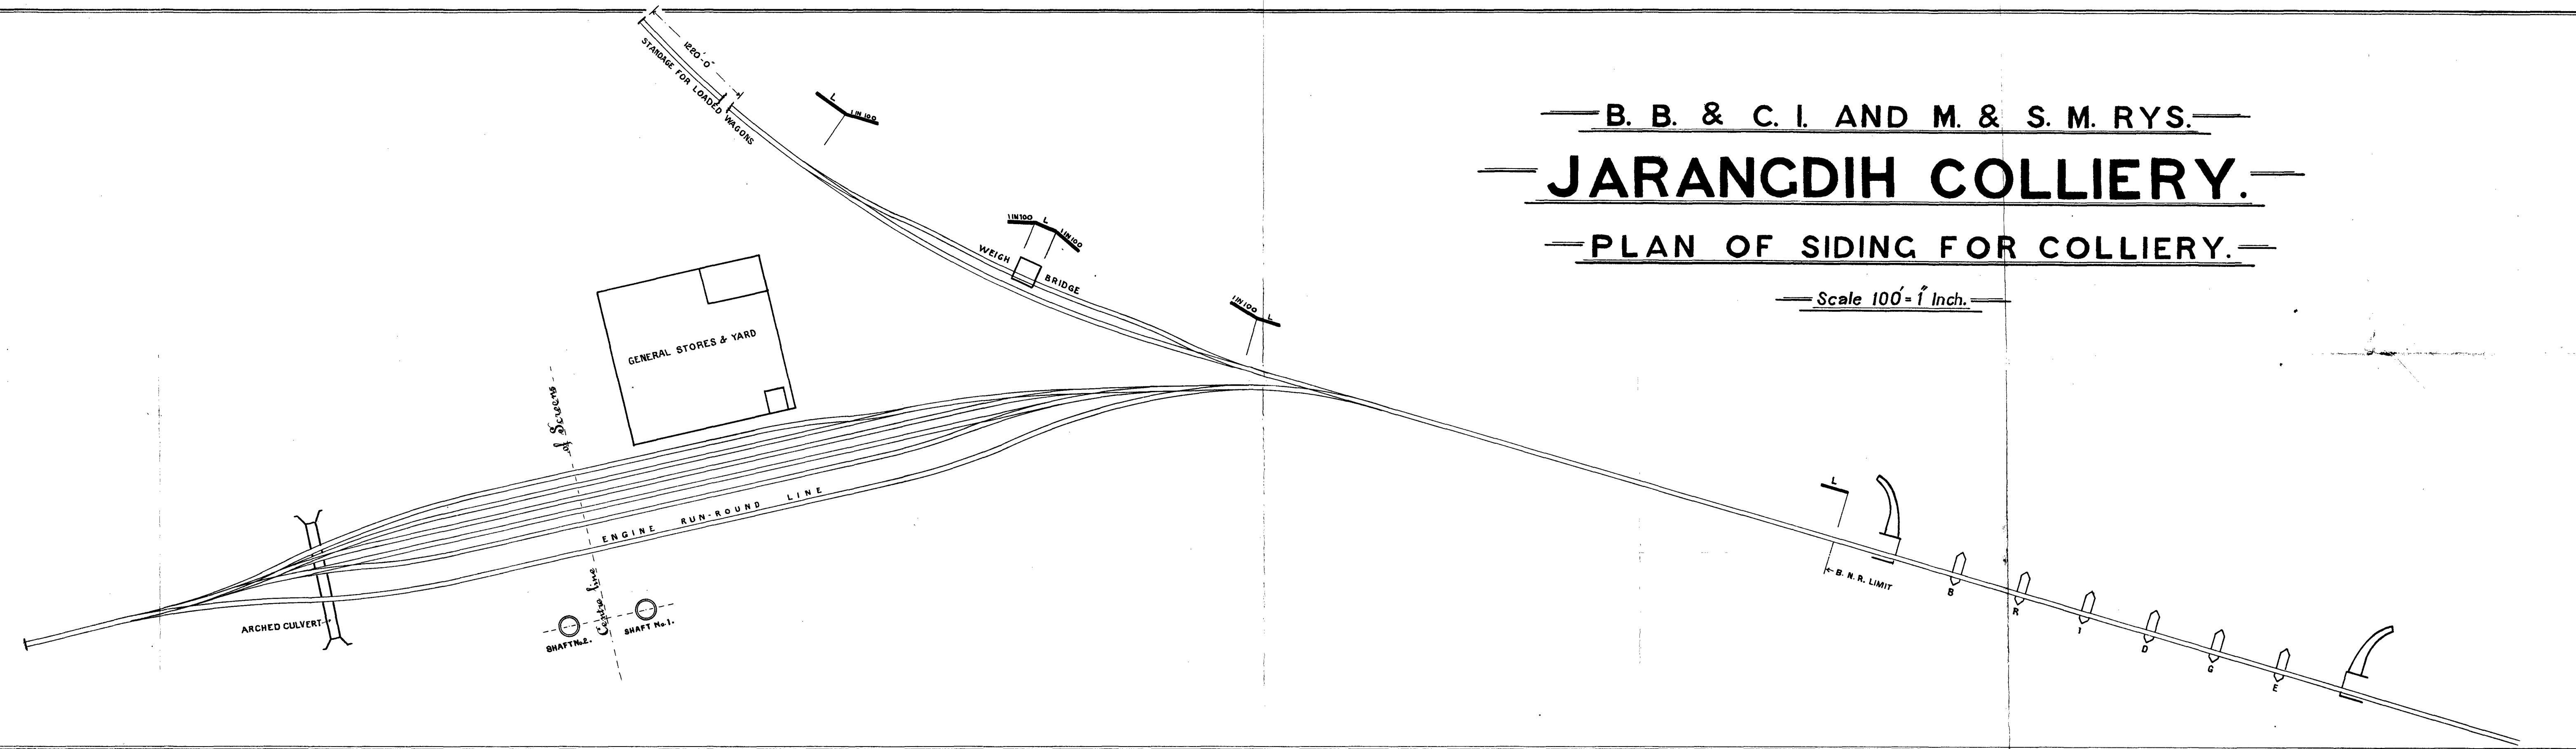 B. B. & C. I. AND M. & S. M. RYS.
JARANGDIH COLLIERY.
PLAN OF SIDING FOR COLLIERY.
Scale 100' = 1" Inch.
1220'-0"
STANDAGE FOR LOADED WAGONS
L 1 IN 100
1 IN 100 L 1 IN 100
WEIGH BRIDGE
1 IN 100 L
GENERAL STORES & YARD
Centre line of Screens
ENGINE RUN-ROUND LINE
ARCHED CULVERT
SHAFT No 2.
SHAFT No 1.
L
B. N. R. LIMIT
B R I D G E